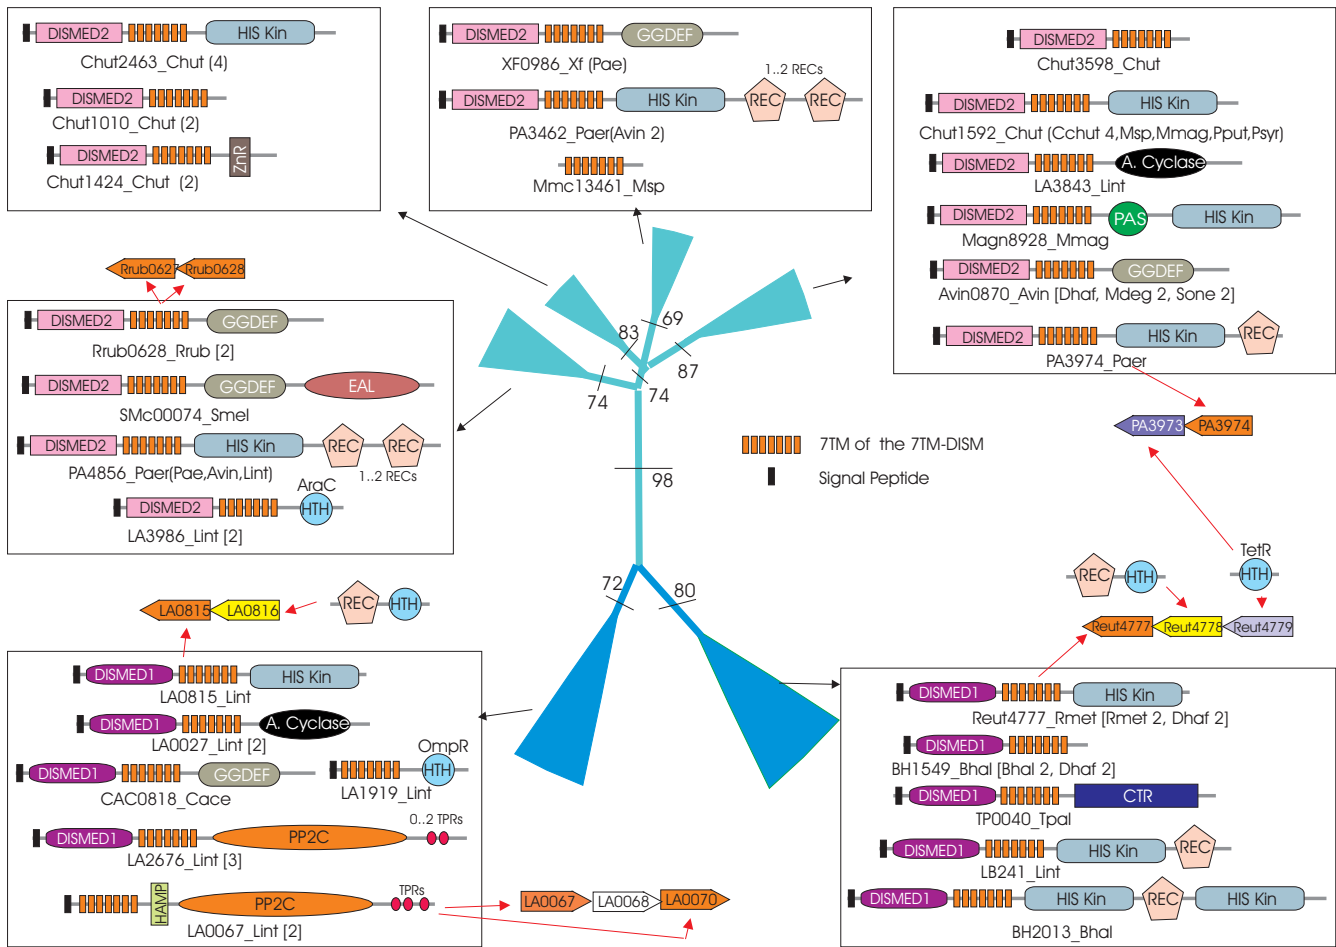 DISMED2 HIS Kin
Chut2463_Chut (4)
DISMED2
Chut1010_Chut (2)
DISMED2 ZnR
Chut1424_Chut (2)
DISMED2 GGDEF
XF0986_Xf (Pae)
1..2 RECs
DISMED2 HIS Kin REC REC
PA3462_Paer(Avin 2)
Mmc13461_Msp
DISMED2
Chut3598_Chut
DISMED2 HIS Kin
Chut1592_Chut (Cchut 4,Msp,Mmag,Pput,Psyr)
DISMED2 A. Cyclase
LA3843_Lint
DISMED2 PAS HIS Kin
Magn8928_Mmag
DISMED2 GGDEF
Avin0870_Avin [Dhaf, Mdeg 2, Sone 2]
DISMED2 HIS Kin REC
PA3974_Paer
PA3973 PA3974
Rrub0627 Rrub0628
DISMED2 GGDEF
Rrub0628_Rrub [2]
DISMED2 GGDEF EAL
SMc00074_Smel
DISMED2 HIS Kin REC REC
PA4856_Paer(Pae,Avin,Lint)
1..2 RECs
AraC
DISMED2 HTH
LA3986_Lint [2]
83
69
87
74
74
98
72
80
7TM of the 7TM-DISM
Signal Peptide
TetR
REC HTH
HTH
Reut4777 Reut4778 Reut4779
LA0815 LA0816
REC HTH
DISMED1 HIS Kin
LA0815_Lint
DISMED1 A. Cyclase
LA0027_Lint [2]
DISMED1 GGDEF
CAC0818_Cace
OmpR
HTH
LA1919_Lint
0..2 TPRs
DISMED1 PP2C
LA2676_Lint [3]
TPRs
HAMP PP2C
LA0067_Lint [2]
LA0067 LA0068 LA0070
DISMED1 HIS Kin
Reut4777_Rmet [Rmet 2, Dhaf 2]
DISMED1
BH1549_Bhal [Bhal 2, Dhaf 2]
DISMED1 CTR
TP0040_Tpal
DISMED1 HIS Kin REC
LB241_Lint
DISMED1 HIS Kin REC HIS Kin
BH2013_Bhal